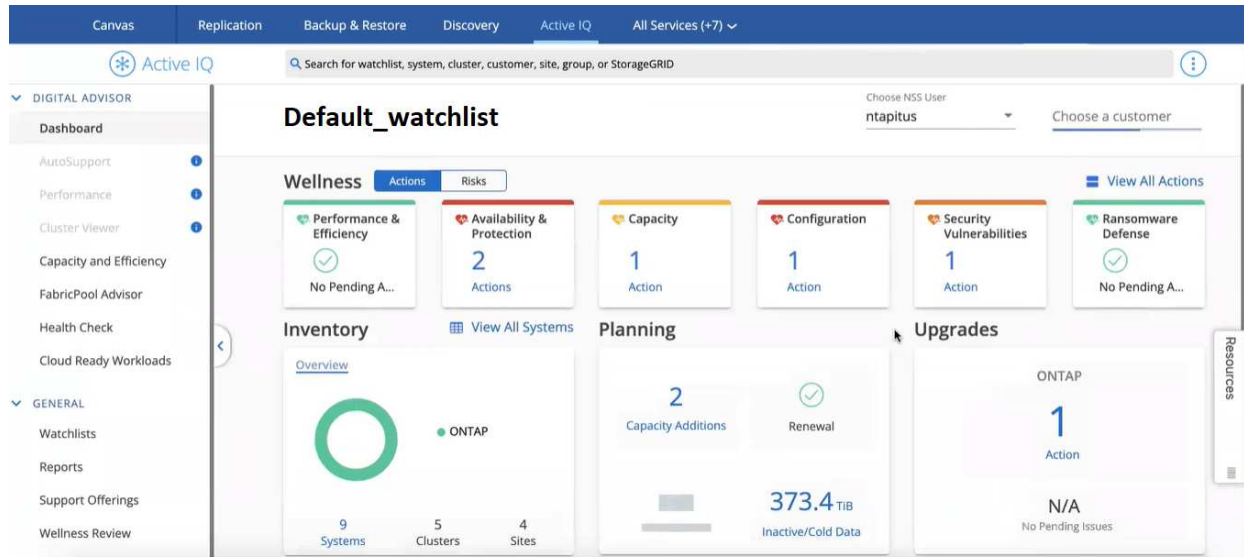 Canvas Replication Backup & Restore Discovery Active IQ All Services (+7)
Active IQ
Search for watchlist, system, cluster, customer, site, group, or StorageGRID
DIGITAL ADVISOR
Dashboard
AutoSupport
Performance
Cluster Viewer
Capacity and Efficiency
FabricPool Advisor
Health Check
Cloud Ready Workloads
GENERAL
Watchlists
Reports
Support Offerings
Wellness Review
Default_watchlist
Choose NSS User
ntapitus
Choose a customer
Wellness Actions Risks
View All Actions
Performance &
Efficiency
No Pending A...
Availability &
Protection
2
Actions
Capacity
1
Action
Configuration
1
Action
Security
Vulnerabilities
1
Action
Ransomware
Defense
No Pending A...
Inventory
View All Systems
Overview
ONTAP
9
Systems
5
Clusters
4
Sites
Planning
2
Capacity Additions
Renewal
373.4 TiB
Inactive/Cold Data
Upgrades
ONTAP
1
Action
N/A
No Pending Issues
Resources